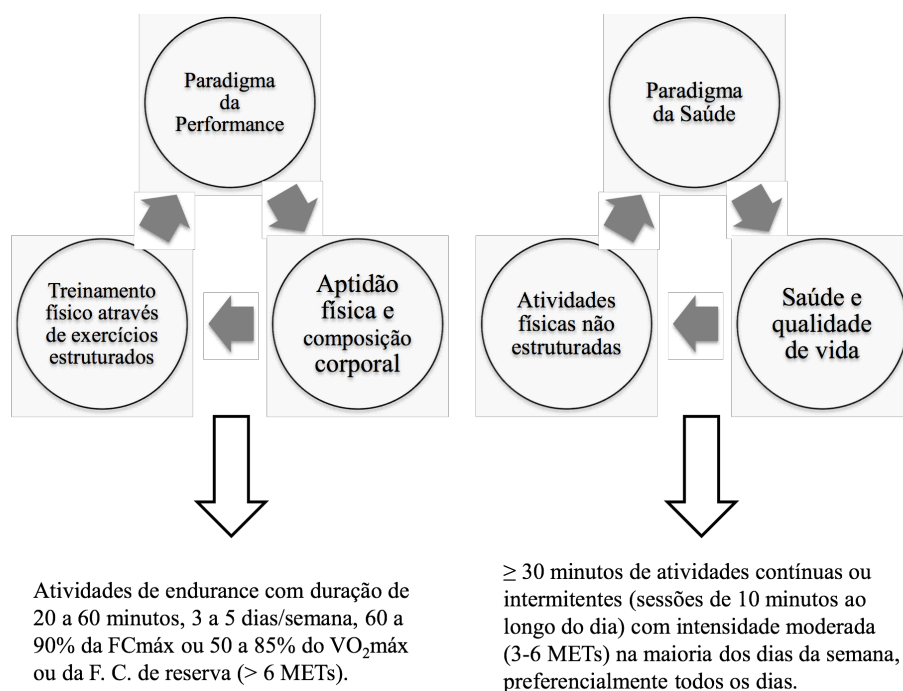 Paradigma
da
Performance
Treinamento
físico através
de exercícios
estruturados
Aptidão
física e
composição
corporal
Atividades de endurance com duração de
20 a 60 minutos, 3 a 5 dias/semana, 60 a
90% da FCmáx ou 50 a 85% do VO₂máx
ou da F. C. de reserva (> 6 METs).
Paradigma
da Saúde
Atividades
físicas não
estruturadas
Saúde e
qualidade
de vida
≥ 30 minutos de atividades contínuas ou
intermitentes (sessões de 10 minutos ao
longo do dia) com intensidade moderada
(3-6 METs) na maioria dos dias da semana,
preferencialmente todos os dias.